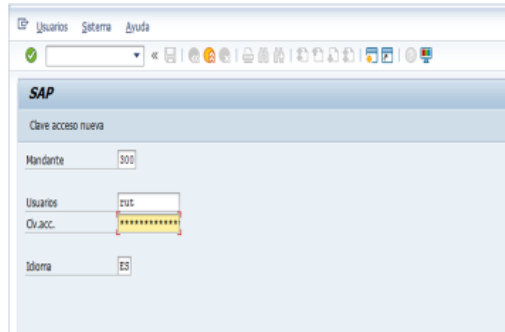 Usuarios Sistema Ayuda
SAP
Clave acceso nueva
Mandante 300
Usuarios rut
Clv.acc. ************
Idioma ES